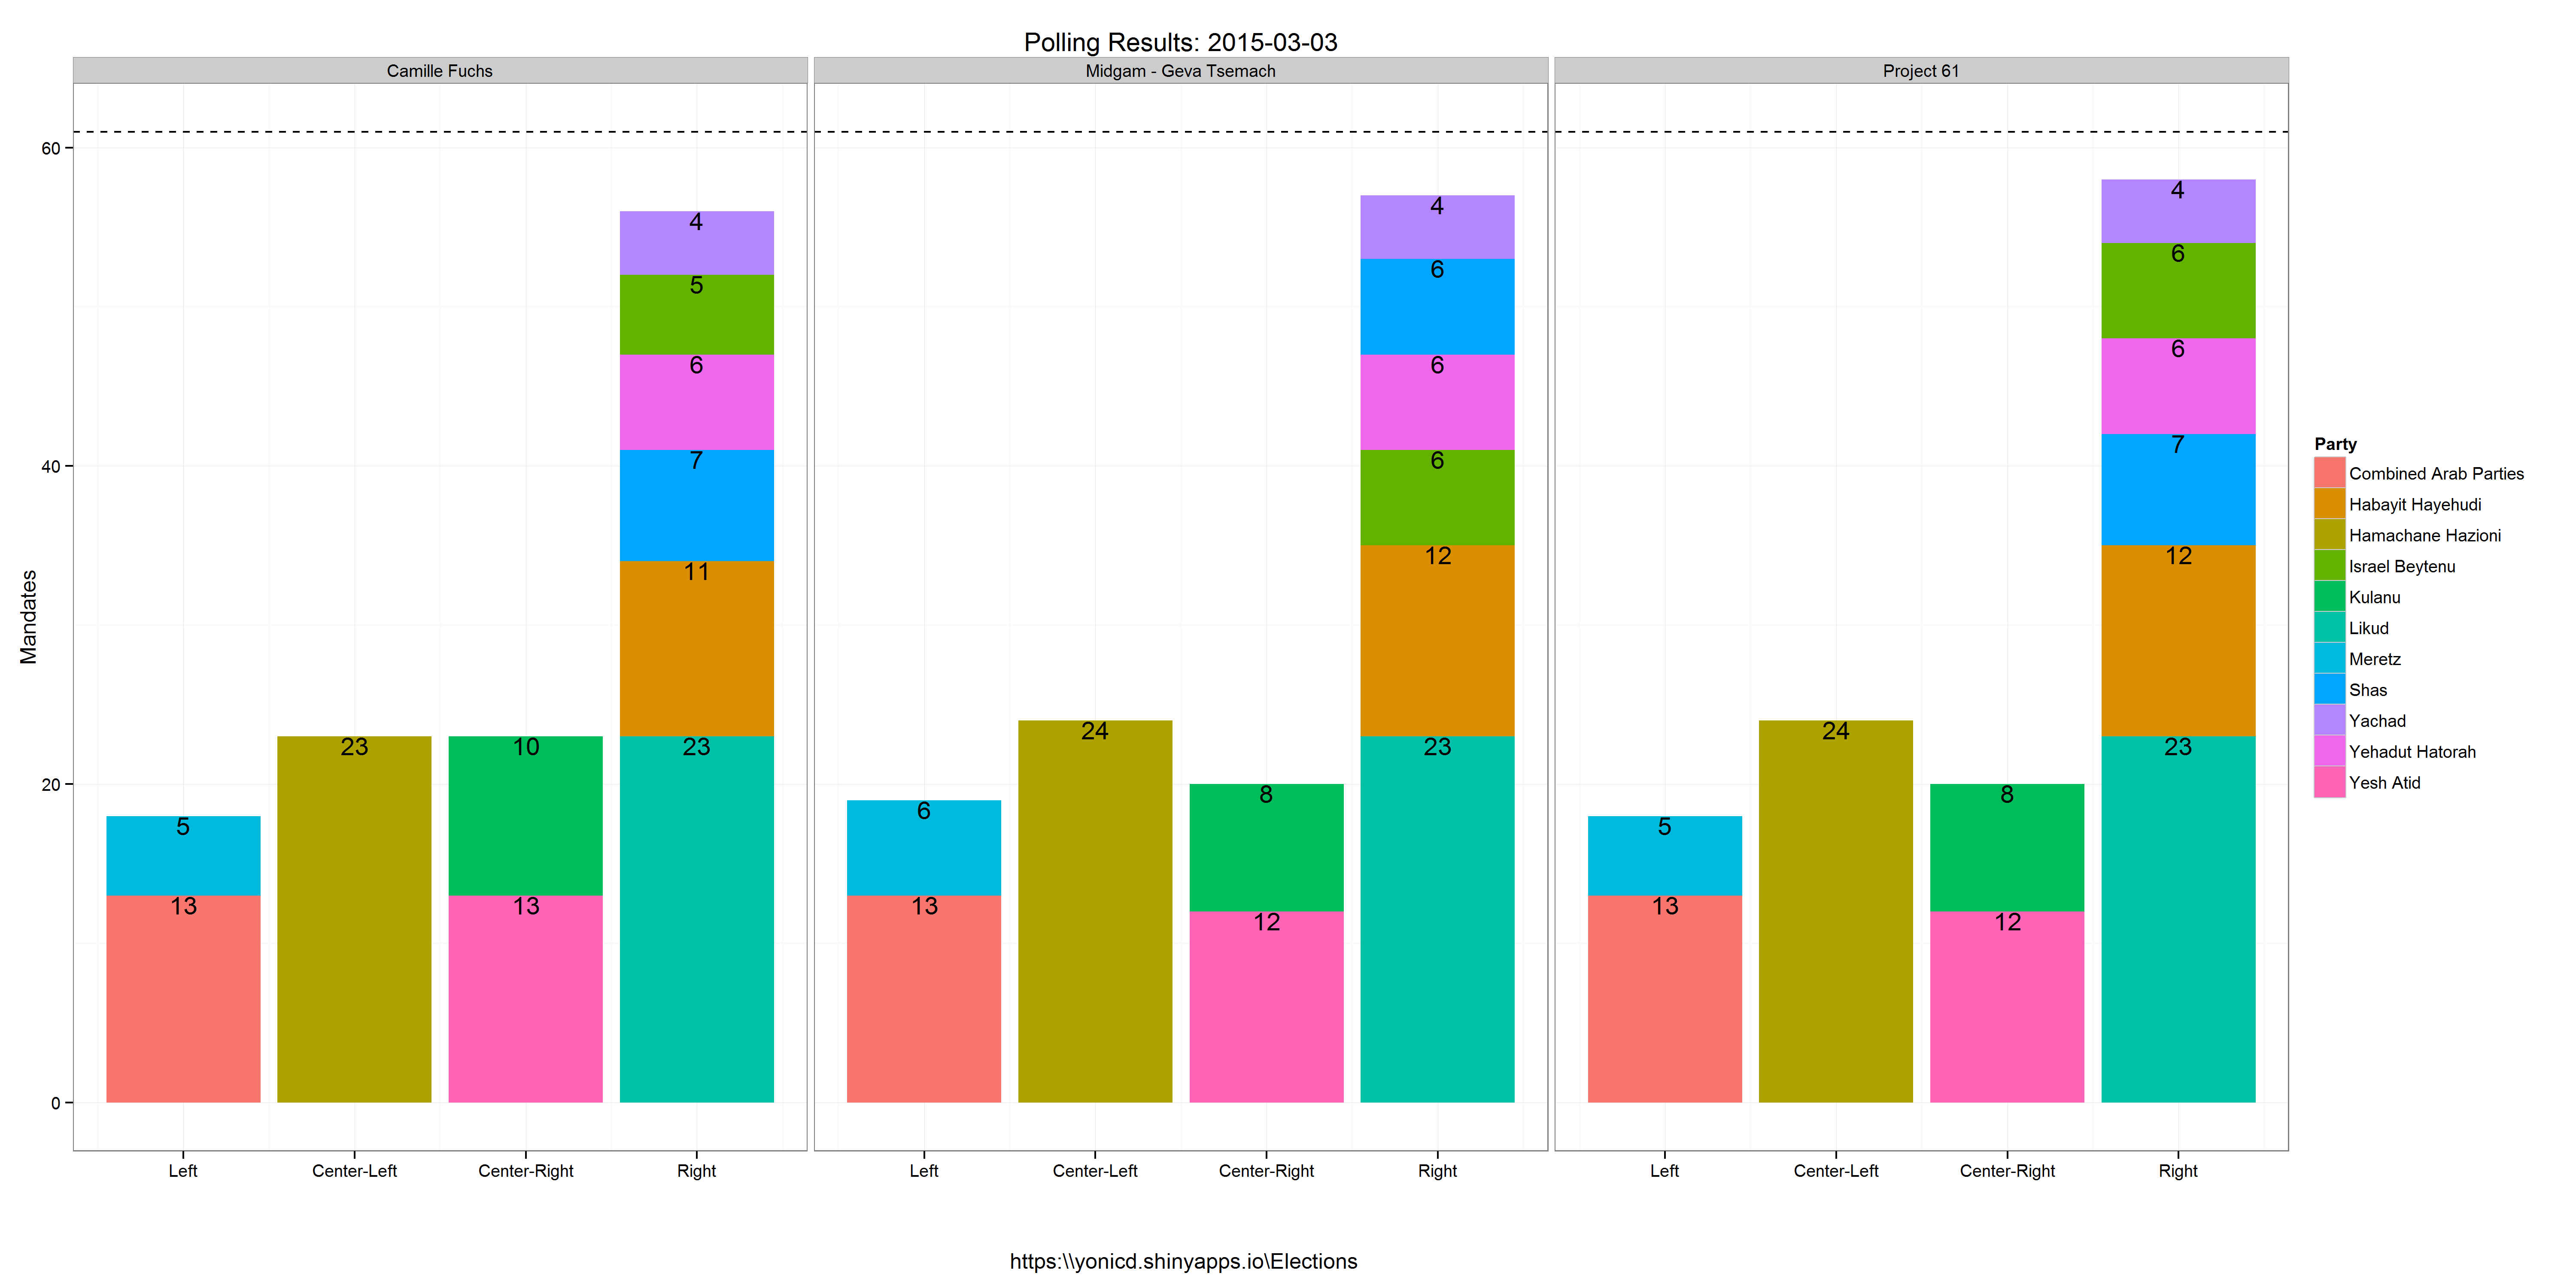 Polling Results: 2015-03-03
Camille Fuchs
Midgam - Geva Tsemach
Project 61
Mandates
60
40
20
0
5
13
23
10
13
4
5
6
7
11
23
6
13
24
8
12
4
6
6
6
12
23
5
13
24
8
12
4
6
6
7
12
23
Left
Center-Left
Center-Right
Right
Left
Center-Left
Center-Right
Right
Left
Center-Left
Center-Right
Right
Party
Combined Arab Parties
Habayit Hayehudi
Hamachane Hazioni
Israel Beytenu
Kulanu
Likud
Meretz
Shas
Yachad
Yehadut Hatorah
Yesh Atid
https:\\yonicd.shinyapps.io\Elections